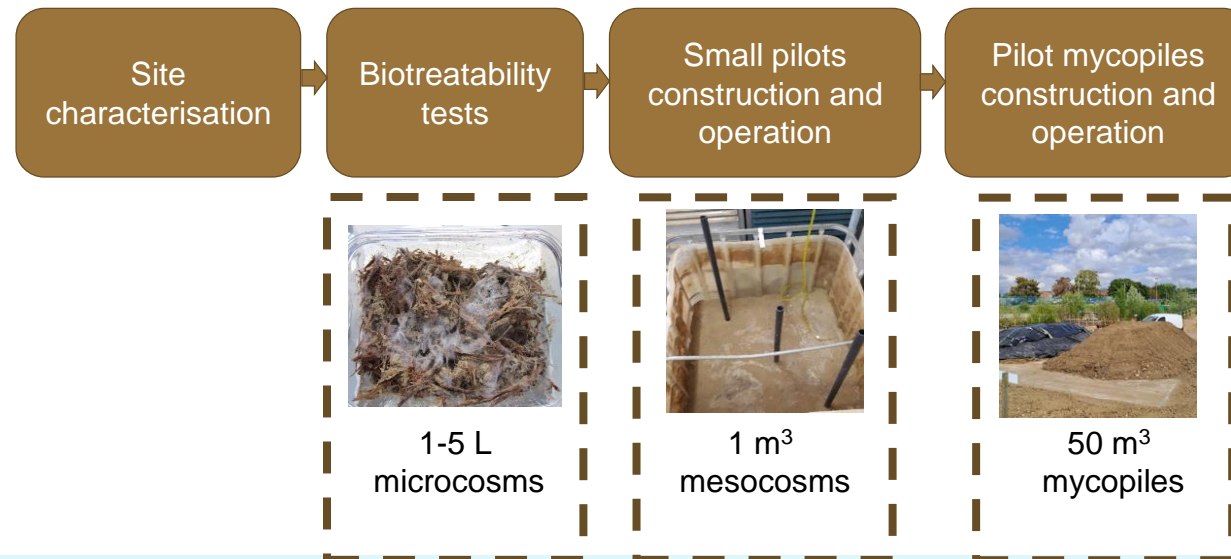 Site
characterisation
Biotreatability
tests
Small pilots
construction and
operation
Pilot mycopiles
construction and
operation
1-5 L
microcosms
1 m³
mesocosms
50 m³
mycopiles